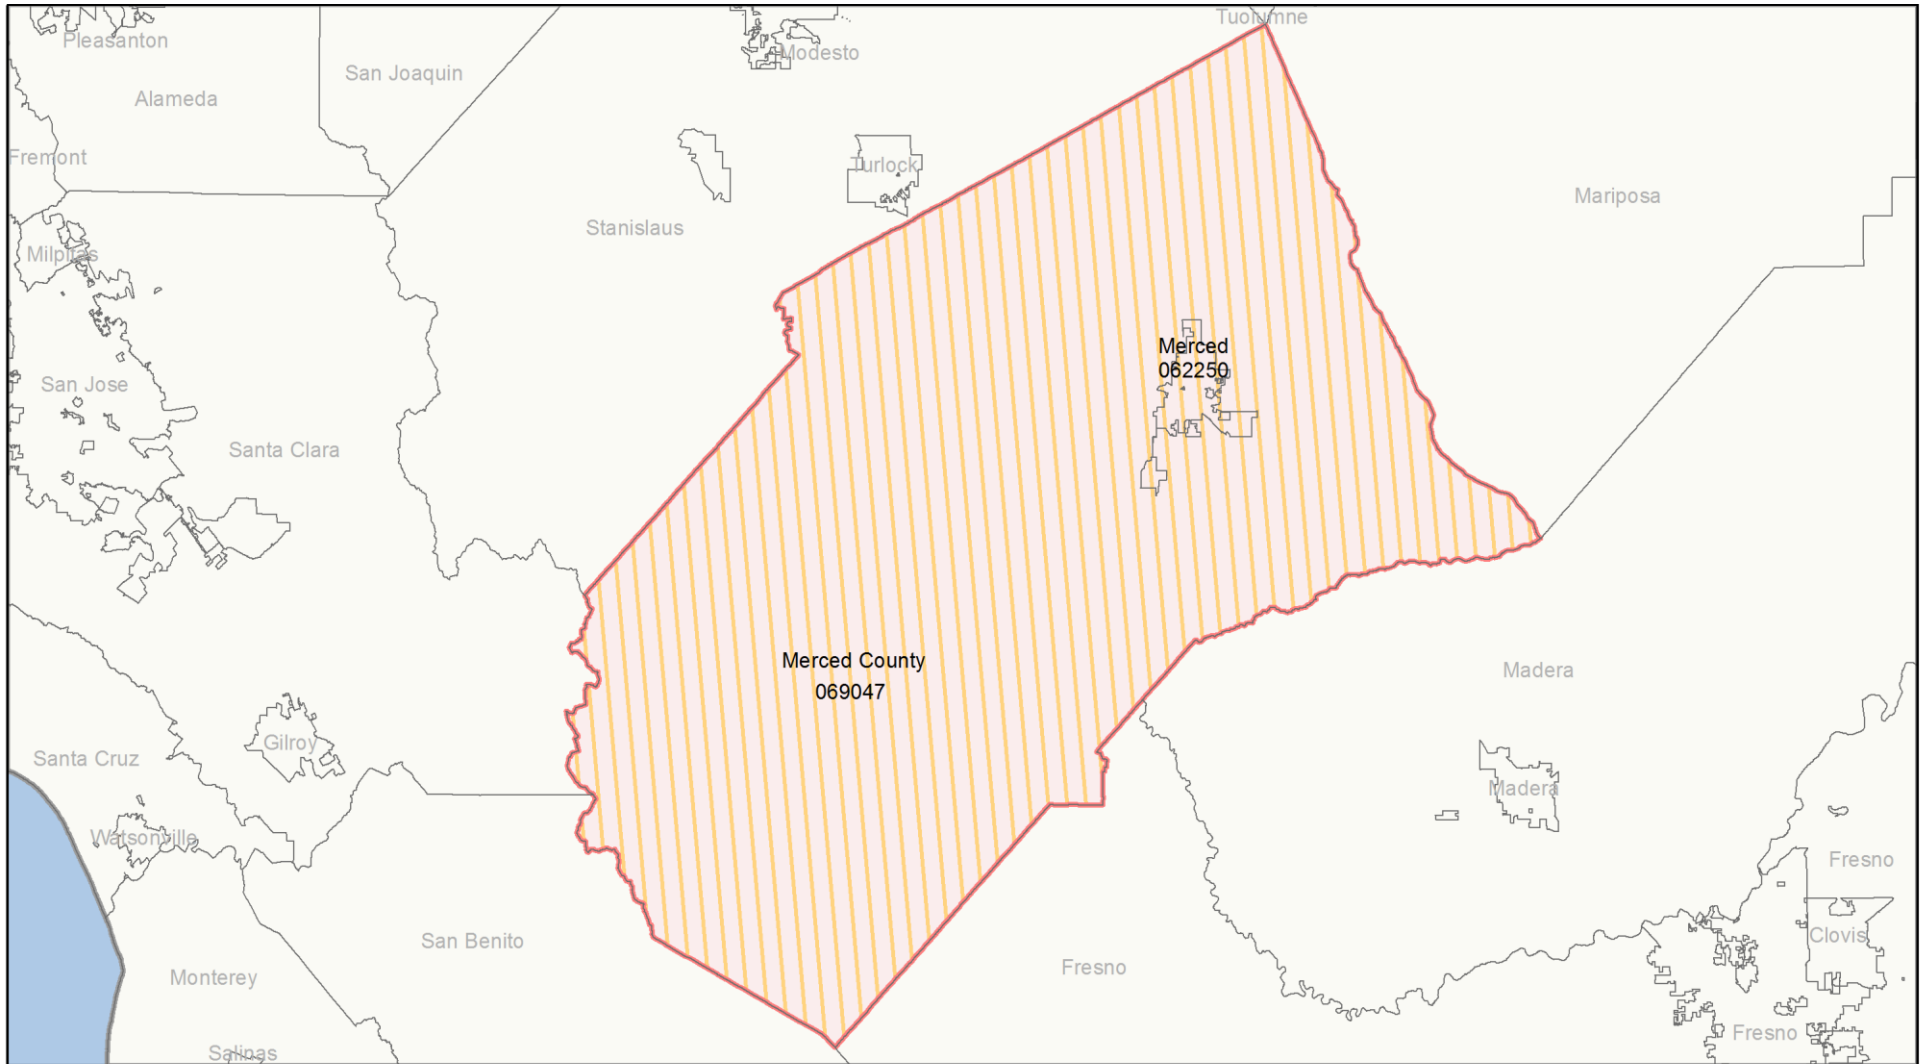 Tuolumne
Pleasanton
Modesto
San Joaquin
Alameda
Fremont
Turlock
Mariposa
Stanislaus
Milpitas
Merced
062250
San Jose
Santa Clara
Merced County
069047
Madera
Gilroy
Santa Cruz
Madera
Watsonville
Fresno
Clovis
San Benito
Fresno
Monterey
Fresno
Salinas